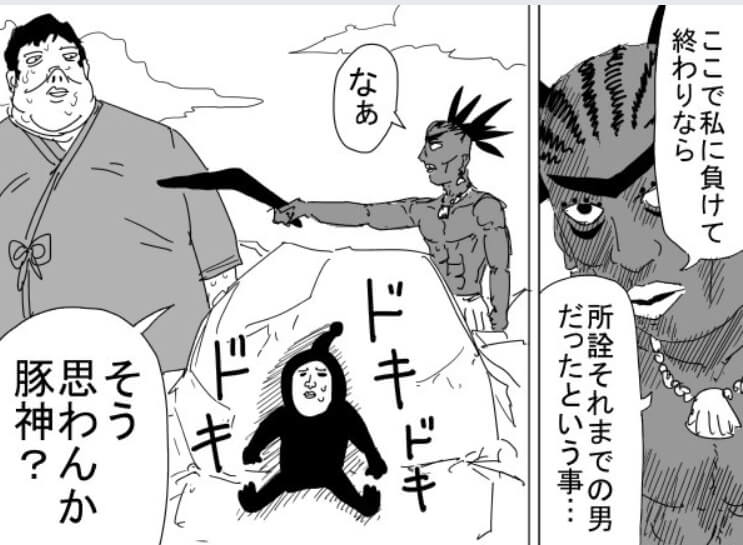 ここで私に負けて
終わりなら
所詮それまでの男
だったという事…
なぁ
ドキドキ
ドキ
そう
思わんか
豚神？